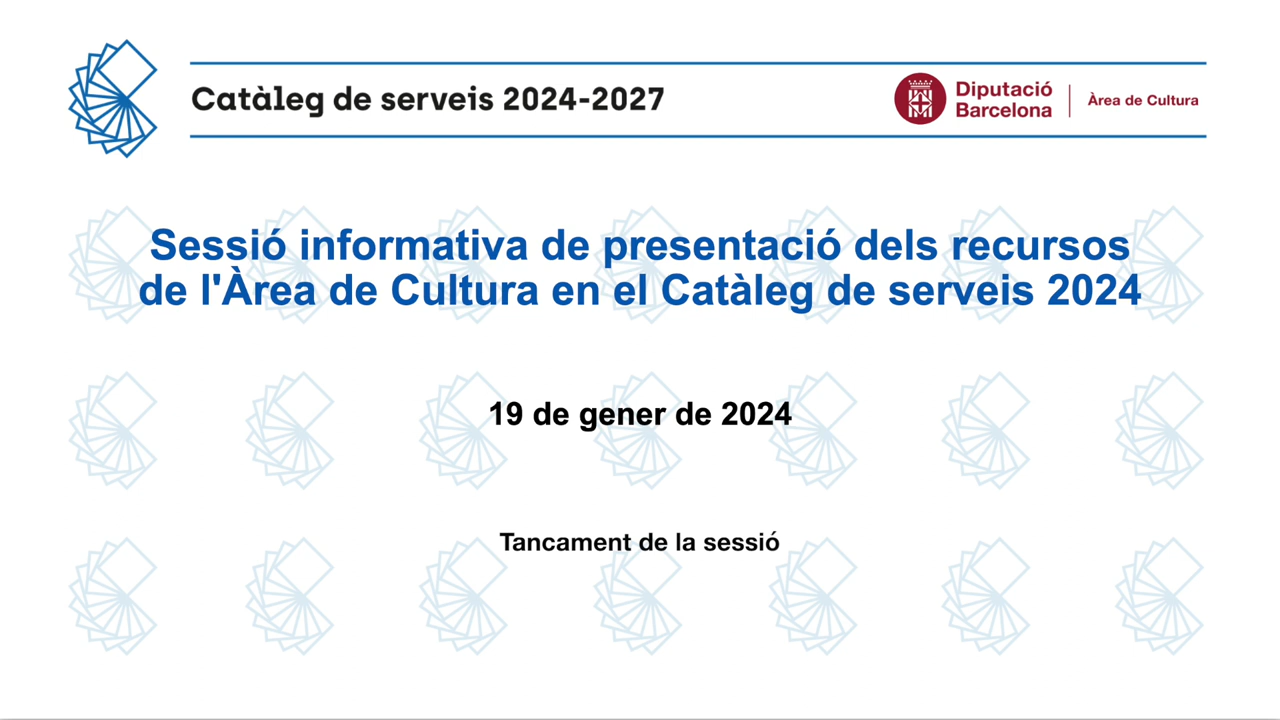 Catàleg de serveis 2024-2027
Diputació
Barcelona
Àrea de Cultura
Sessió informativa de presentació dels recursos
de l'Àrea de Cultura en el Catàleg de serveis 2024
19 de gener de 2024
Tancament de la sessió